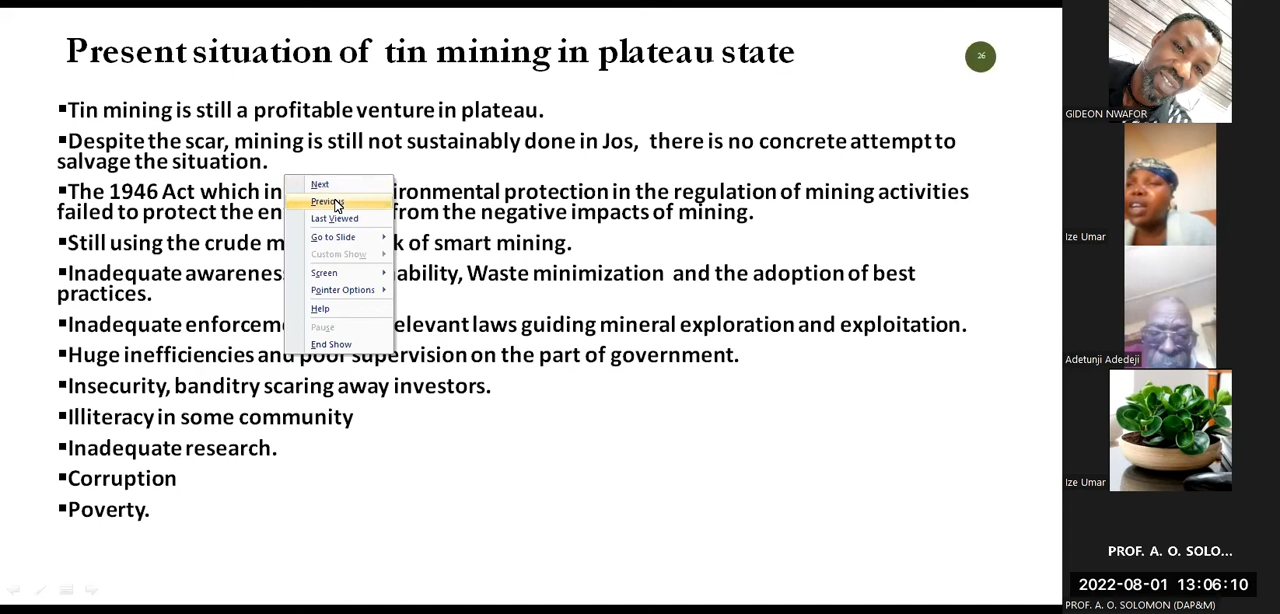 Present situation of tin mining in plateau state
26
▪Tin mining is still a profitable venture in plateau.
▪Despite the scar, mining is still not sustainably done in Jos, there is no concrete attempt to
salvage the situation.
▪The 1946 Act which in ironmental protection in the regulation of mining activities
failed to protect the en from the negative impacts of mining.
▪Still using the crude m k of smart mining.
▪Inadequate awareness ability, Waste minimization and the adoption of best
practices.
▪Inadequate enforceme elevant laws guiding mineral exploration and exploitation.
▪Huge inefficiencies and poor supervision on the part of government.
▪Insecurity, banditry scaring away investors.
▪Illiteracy in some community
▪Inadequate research.
▪Corruption
▪Poverty.
Next
Previous
Last Viewed
Go to Slide
Custom Show
Screen
Pointer Options
Help
Pause
End Show
GIDEON NWAFOR
Ize Umar
Adetunji Adedeji
Ize Umar
PROF. A. O. SOLO...
2022-08-01 13:06:10
PROF. A. O. SOLOMON (DAP&M)